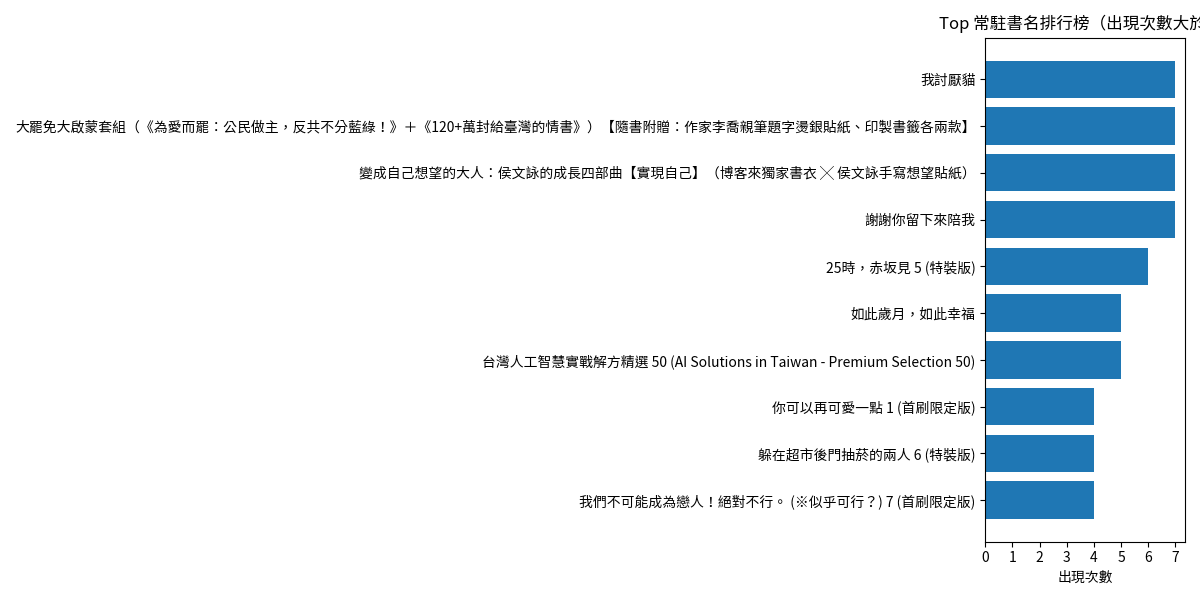 Top 常駐書名排行榜（出現次數大於
我討厭貓
大罷免大啟蒙套組（《為愛而罷：公民做主，反共不分藍綠！》＋《120+萬封給臺灣的情書》）【隨書附贈：作家李喬親筆題字燙銀貼紙、印製書籤各兩款】
變成自己想望的大人：侯文詠的成長四部曲【實現自己】（博客來獨家書衣 ╳ 侯文詠手寫想望貼紙）
謝謝你留下來陪我
25時，赤坂見 5 (特裝版)
如此歲月，如此幸福
台灣人工智慧實戰解方精選 50 (AI Solutions in Taiwan - Premium Selection 50)
你可以再可愛一點 1 (首刷限定版)
躲在超市後門抽菸的兩人 6 (特裝版)
我們不可能成為戀人！絕對不行。 (※似乎可行？) 7 (首刷限定版)
0 1 2 3 4 5 6 7
出現次數